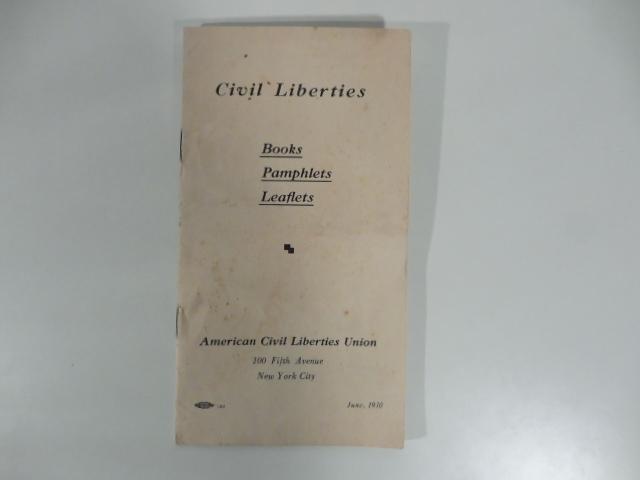 Civil Liberties
Books
Pamphlets
Leaflets
American Civil Liberties Union
100 Fifth Avenue
New York City
June, 1930